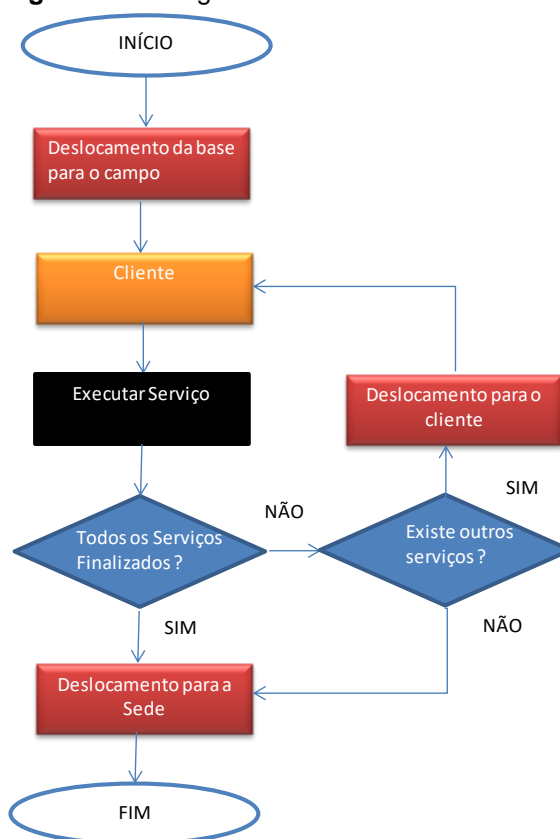 INÍCIO
Deslocamento da base
para o campo
Cliente
Executar Serviço
Deslocamento para o
cliente
SIM
NÃO
Todos os Serviços
Finalizados ?
Existe outros
serviços ?
SIM
NÃO
Deslocamento para a
Sede
FIM